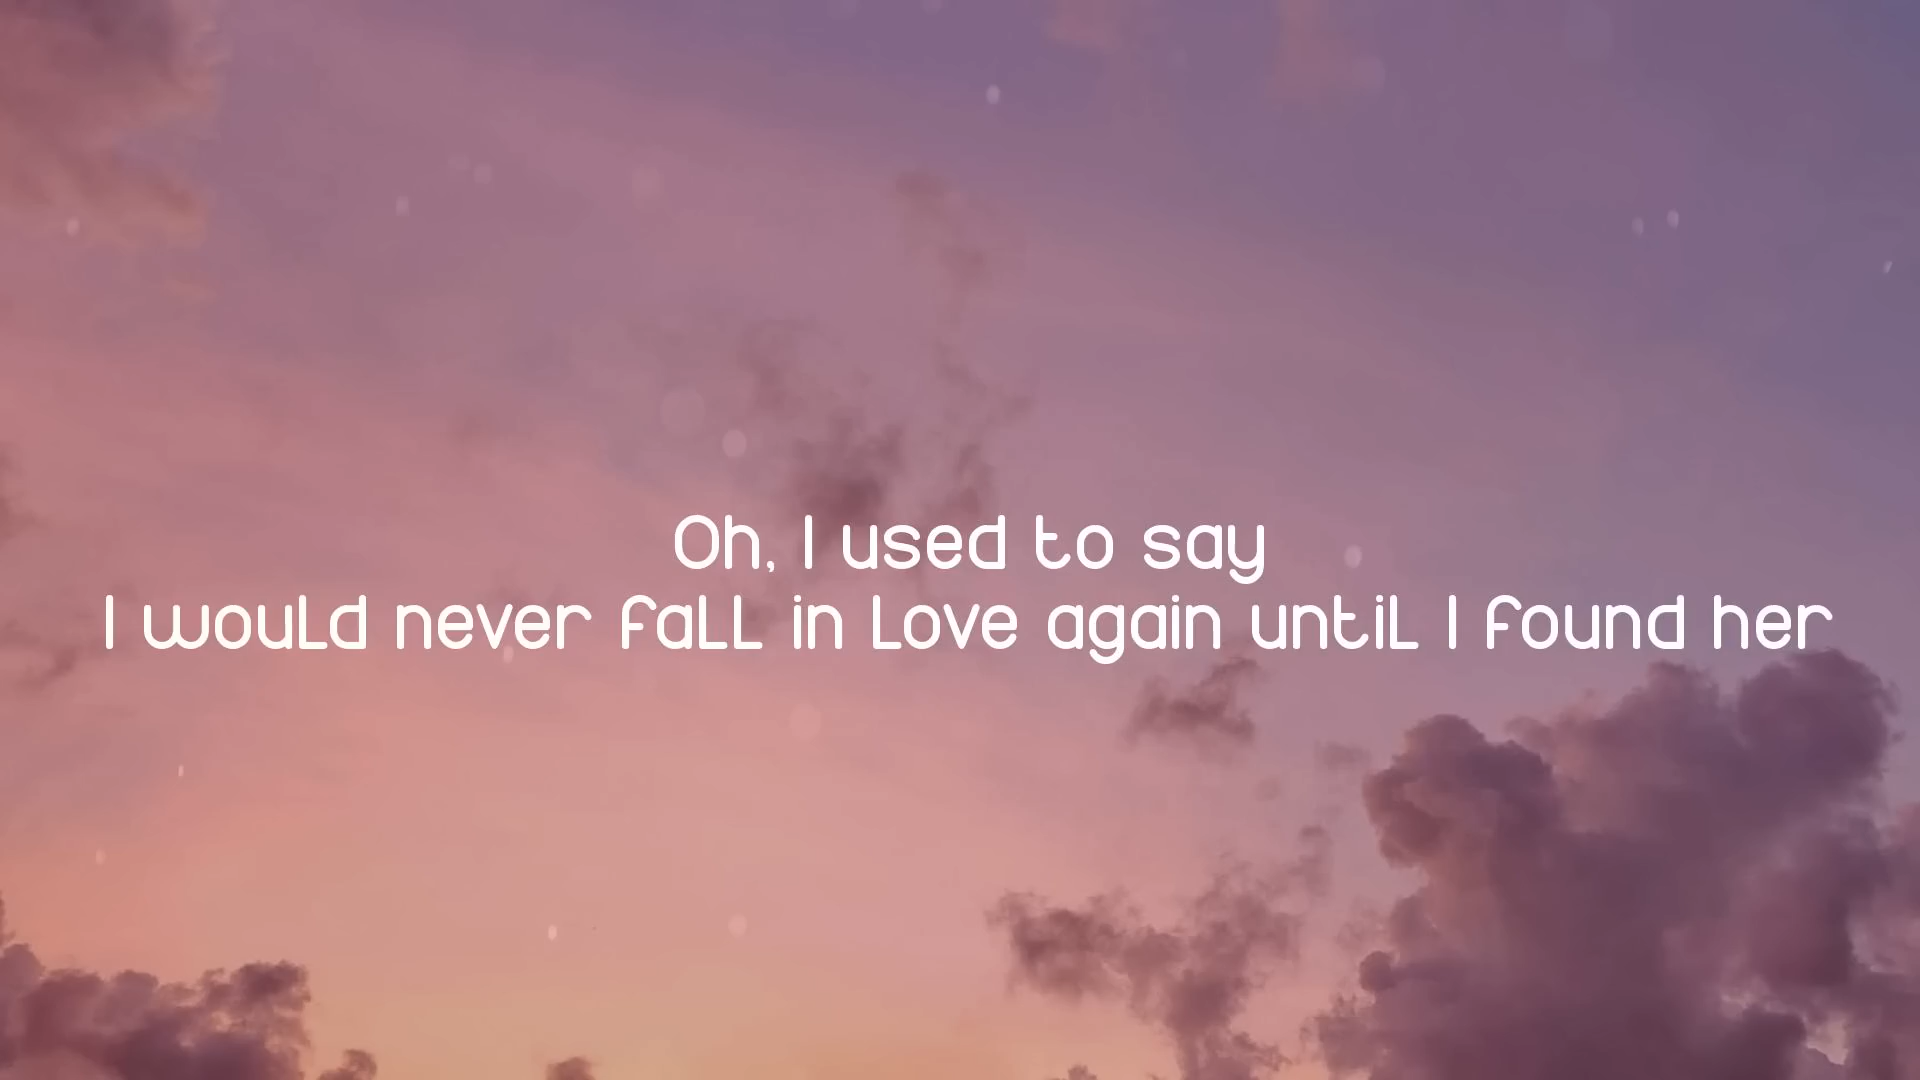 Oh, I used to say
I would never fall in love again until I found her